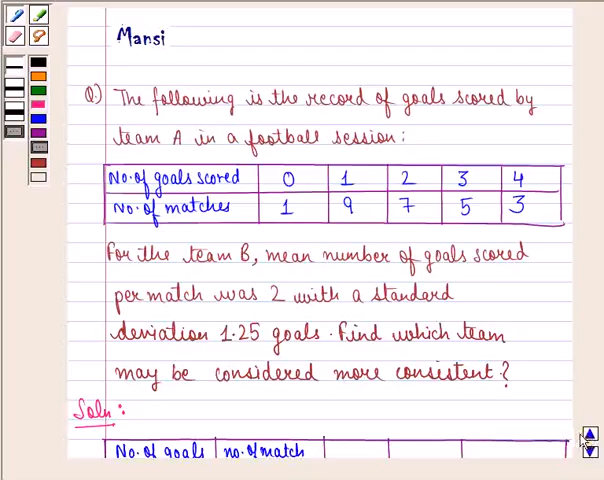 Mansi
Q.) The following is the record of goals scored by
team A in a football session:
No. of goals scored 0 1 2 3 4
No. of matches 1 9 7 5 3
For the team B, mean number of goals scored
per match was 2 with a standard
deviation 1.25 goals. Find which team
may be considered more consistent?
Soln:
No. of goals no. of match